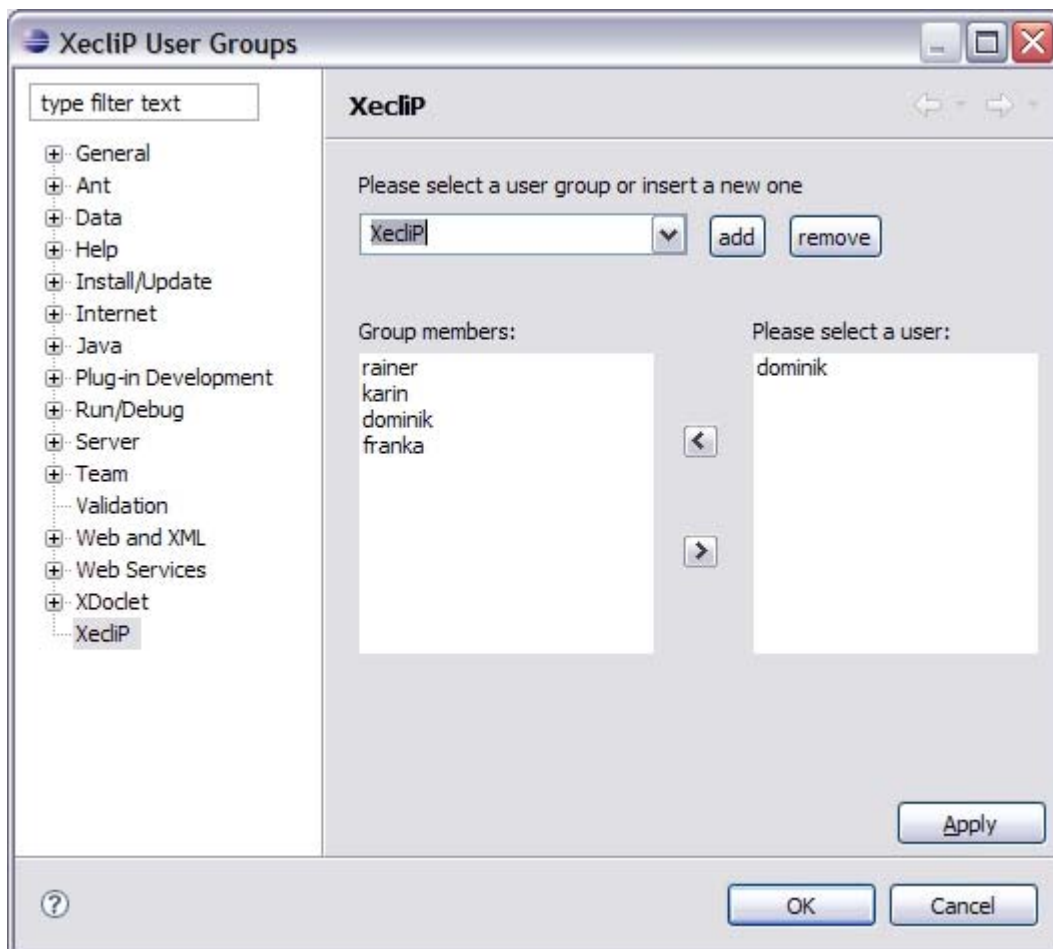 XecliP User Groups
type filter text
General
Ant
Data
Help
Install/Update
Internet
Java
Plug-in Development
Run/Debug
Server
Team
Validation
Web and XML
Web Services
XDoclet
XecliP
XecliP
Please select a user group or insert a new one
XecliP
add
remove
Group members:
rainer
karin
dominik
franka
Please select a user:
dominik
Apply
OK
Cancel